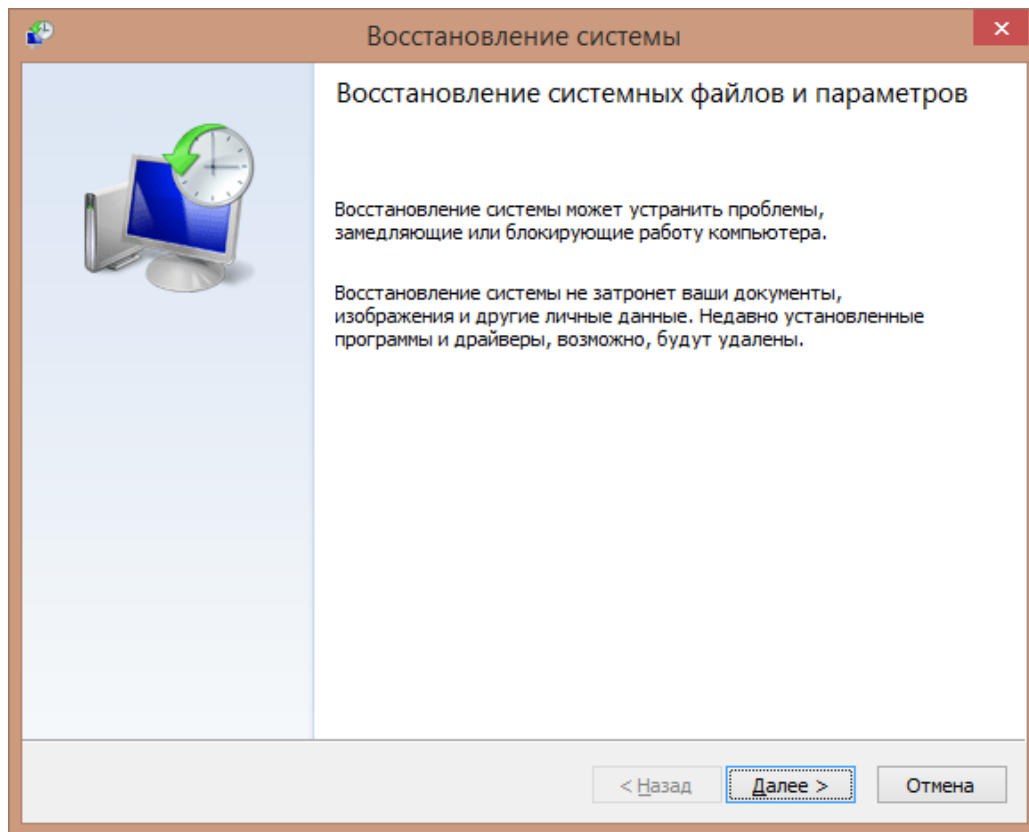 Восстановление системы
Восстановление системных файлов и параметров
Восстановление системы может устранить проблемы,
замедляющие или блокирующие работу компьютера.
Восстановление системы не затронет ваши документы,
изображения и другие личные данные. Недавно установленные
программы и драйверы, возможно, будут удалены.
< Назад Далее > Отмена